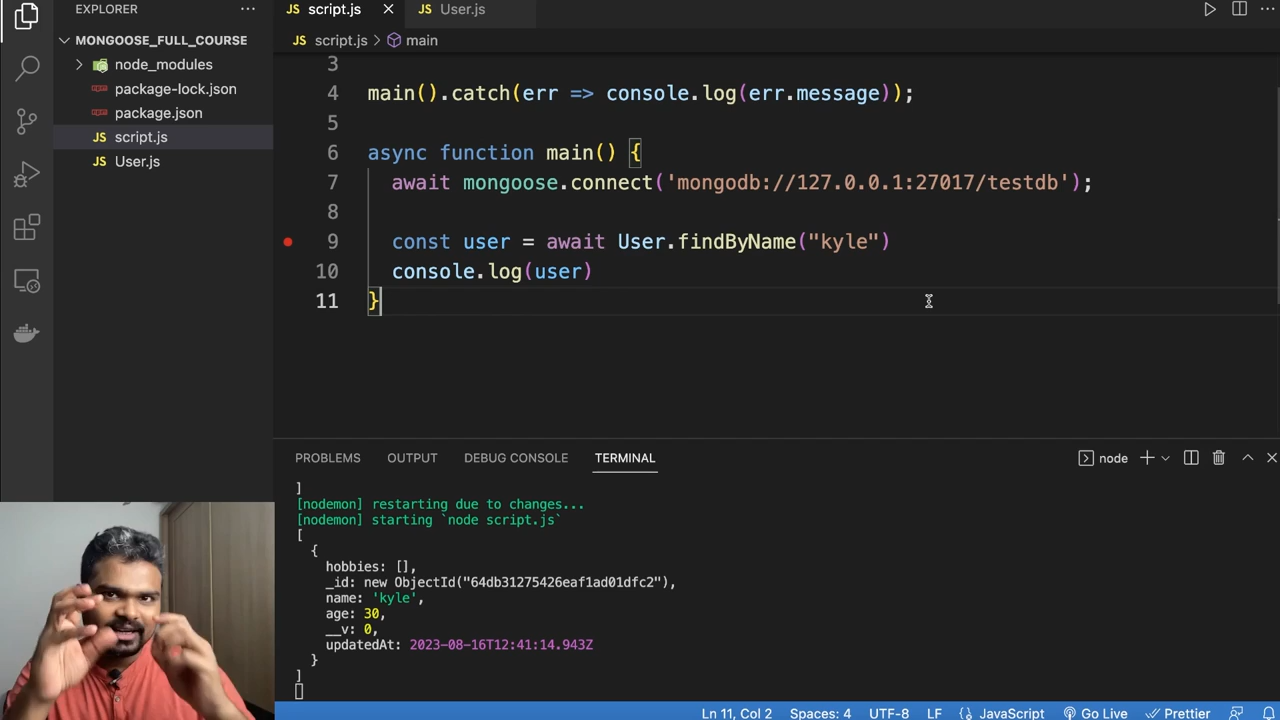 EXPLORER
MONGOOSE_FULL_COURSE
node_modules
package-lock.json
package.json
JS script.js
JS User.js
JS script.js
JS User.js
JS script.js > main
3
4 main().catch(err => console.log(err.message));
5
6 async function main() {
7 await mongoose.connect('mongodb://127.0.0.1:27017/testdb');
8
9 const user = await User.findByName("kyle")
10 console.log(user)
11 }
PROBLEMS OUTPUT DEBUG CONSOLE TERMINAL
node
]
[nodemon] restarting due to changes...
[nodemon] starting `node script.js`
[
{
hobbies: [],
_id: new ObjectId("64db31275426eaf1ad01dfc2"),
name: 'kyle',
age: 30,
__v: 0,
updatedAt: 2023-08-16T12:41:14.943Z
}
]
Ln 11, Col 2 Spaces: 4 UTF-8 LF {} JavaScript Go Live Prettier